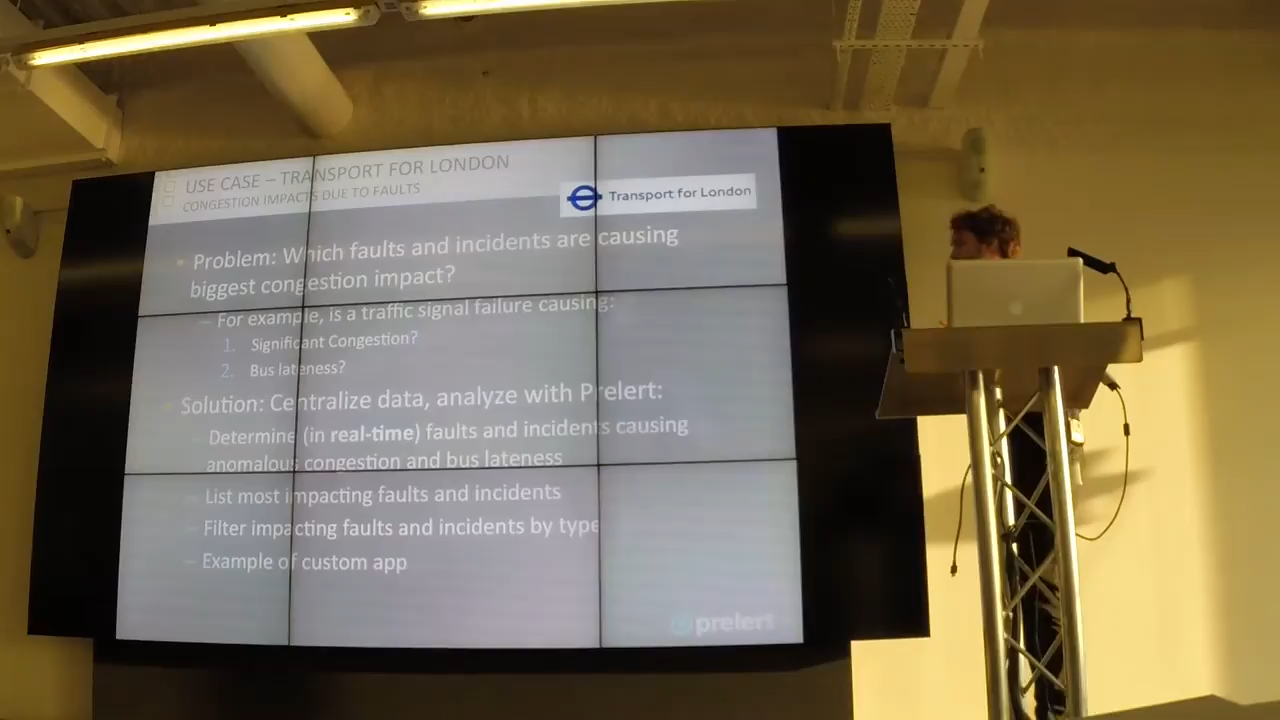 USE CASE – TRANSPORT FOR LONDON
CONGESTION IMPACTS DUE TO FAULTS
Transport for London
Problem: Which faults and incidents are causing
biggest congestion impact?
– For example, is a traffic signal failure causing:
1. Significant Congestion?
2. Bus lateness?
Solution: Centralize data, analyze with Prelert:
– Determine (in real-time) faults and incidents causing
anomalous congestion and bus lateness
– List most impacting faults and incidents
– Filter impacting faults and incidents by type
– Example of custom app
prelert